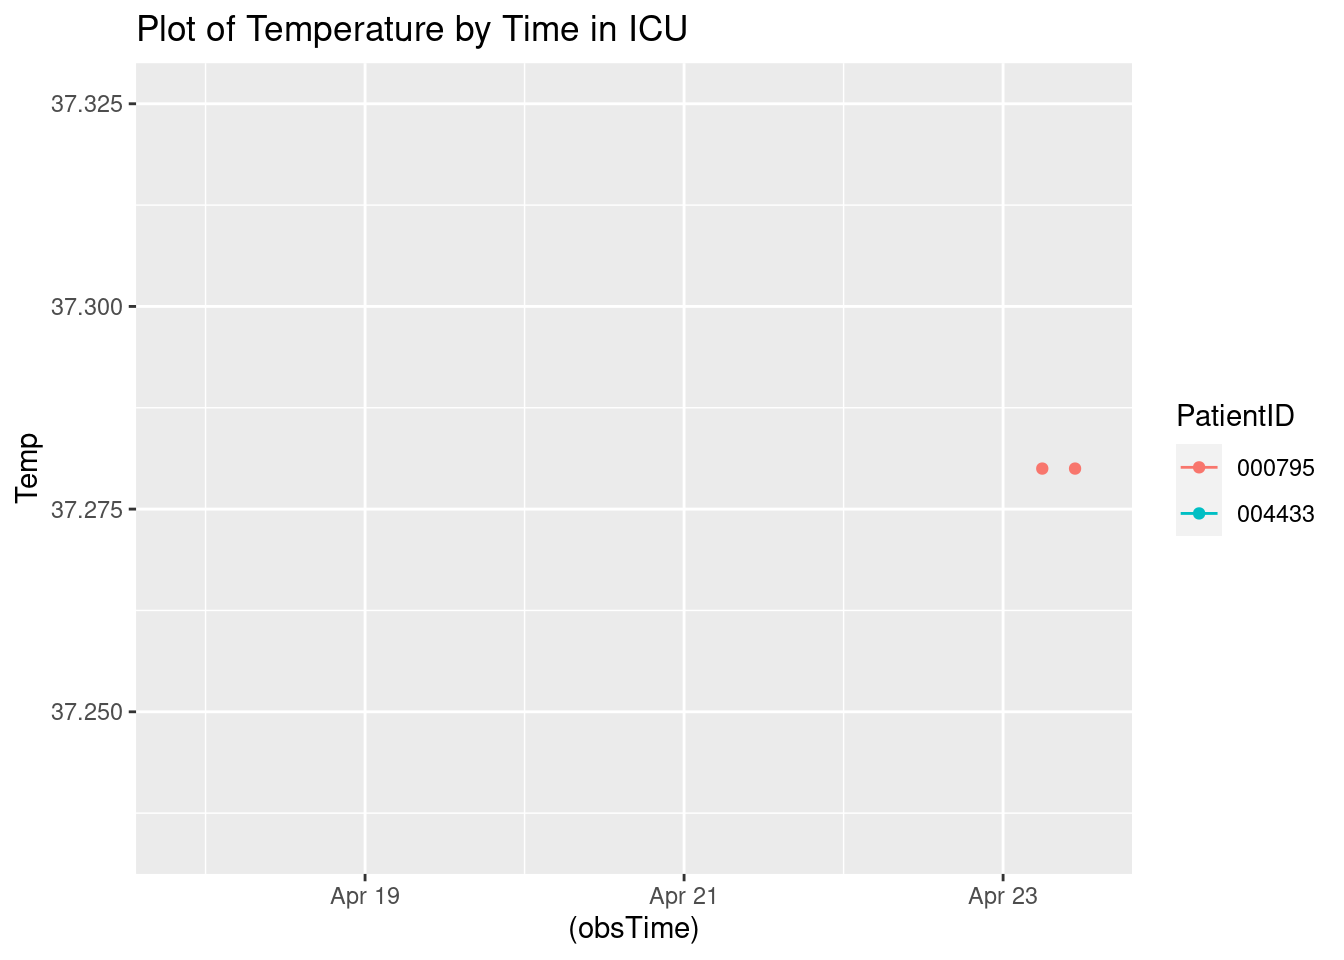 Plot of Temperature by Time in ICU
37.325
37.300
37.275
37.250
Temp
Apr 19
Apr 21
Apr 23
(obsTime)
PatientID
000795
004433